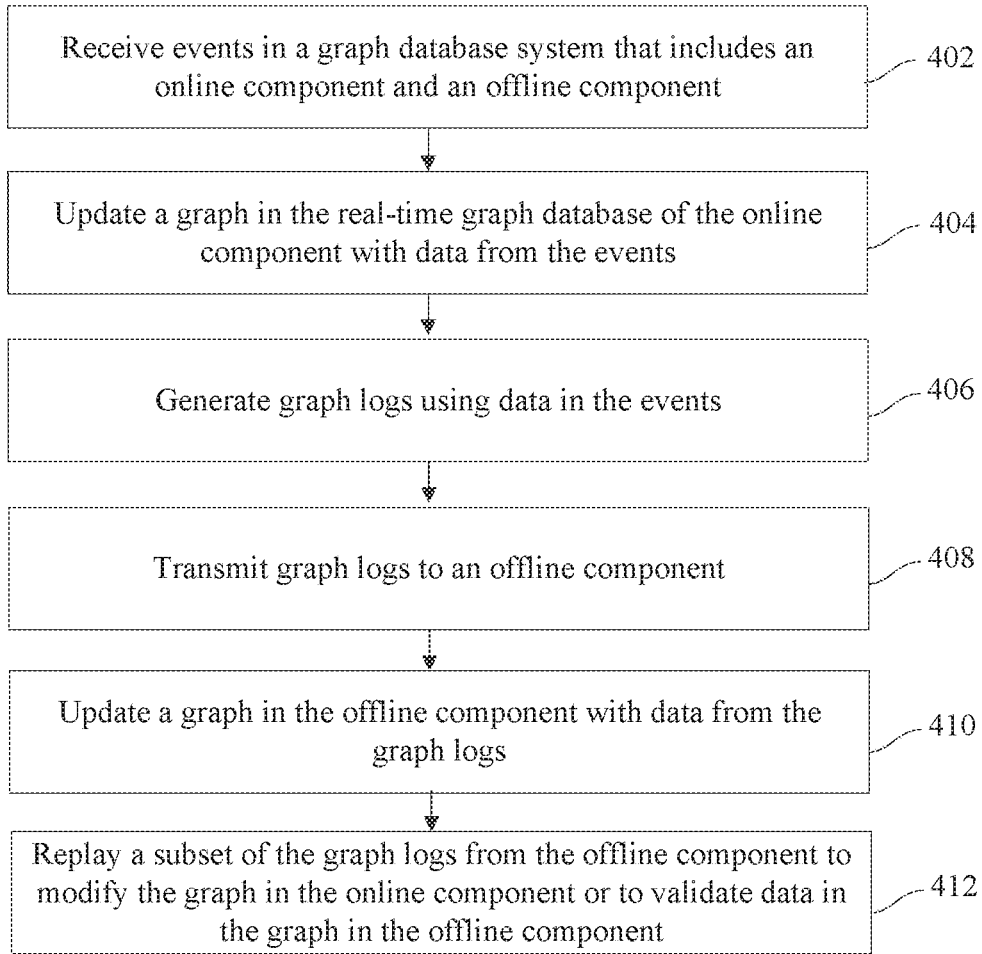 Receive events in a graph database system that includes an
online component and an offline component
402
Update a graph in the real-time graph database of the online
component with data from the events
404
Generate graph logs using data in the events
406
Transmit graph logs to an offline component
408
Update a graph in the offline component with data from the
graph logs
410
Replay a subset of the graph logs from the offline component to
modify the graph in the online component or to validate data in
the graph in the offline component
412